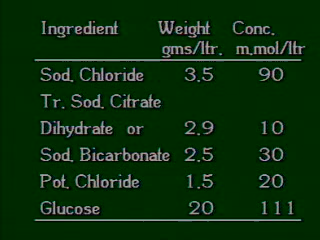 Ingredient Weight Conc.
gms/ltr. m.mol/ltr
Sod. Chloride 3.5 90
Tr. Sod. Citrate
Dihydrate or 2.9 10
Sod. Bicarbonate 2.5 30
Pot. Chloride 1.5 20
Glucose 20 111